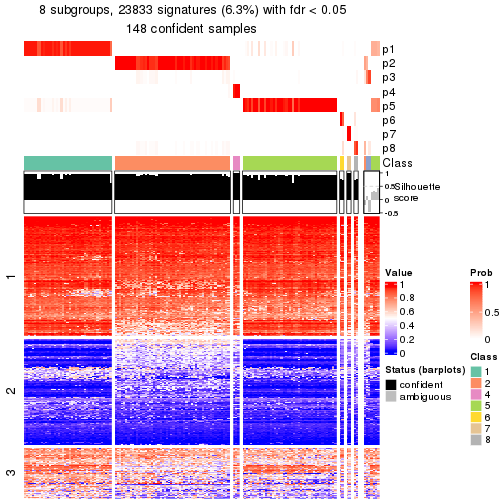 8 subgroups, 23833 signatures (6.3%) with fdr < 0.05
148 confident samples
p1
p2
p3
p4
p5
p6
p7
p8
Class
1
0.5
0
-0.5
Silhouette
score
1
2
3
Value
1
0.8
0.6
0.4
0.2
0
Status (barplots)
confident
ambiguous
Prob
1
0.5
0
Class
1
2
4
5
6
7
8